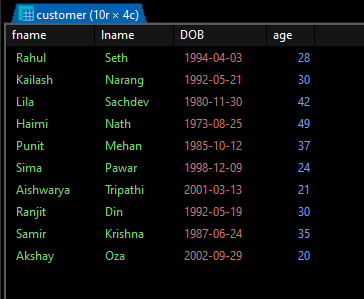 customer (10r × 4c)
fname lname DOB age
Rahul Seth 1994-04-03 28
Kailash Narang 1992-05-21 30
Lila Sachdev 1980-11-30 42
Haimi Nath 1973-08-25 49
Punit Mehan 1985-10-12 37
Sima Pawar 1998-12-09 24
Aishwarya Tripathi 2001-03-13 21
Ranjit Din 1992-05-19 30
Samir Krishna 1987-06-24 35
Akshay Oza 2002-09-29 20